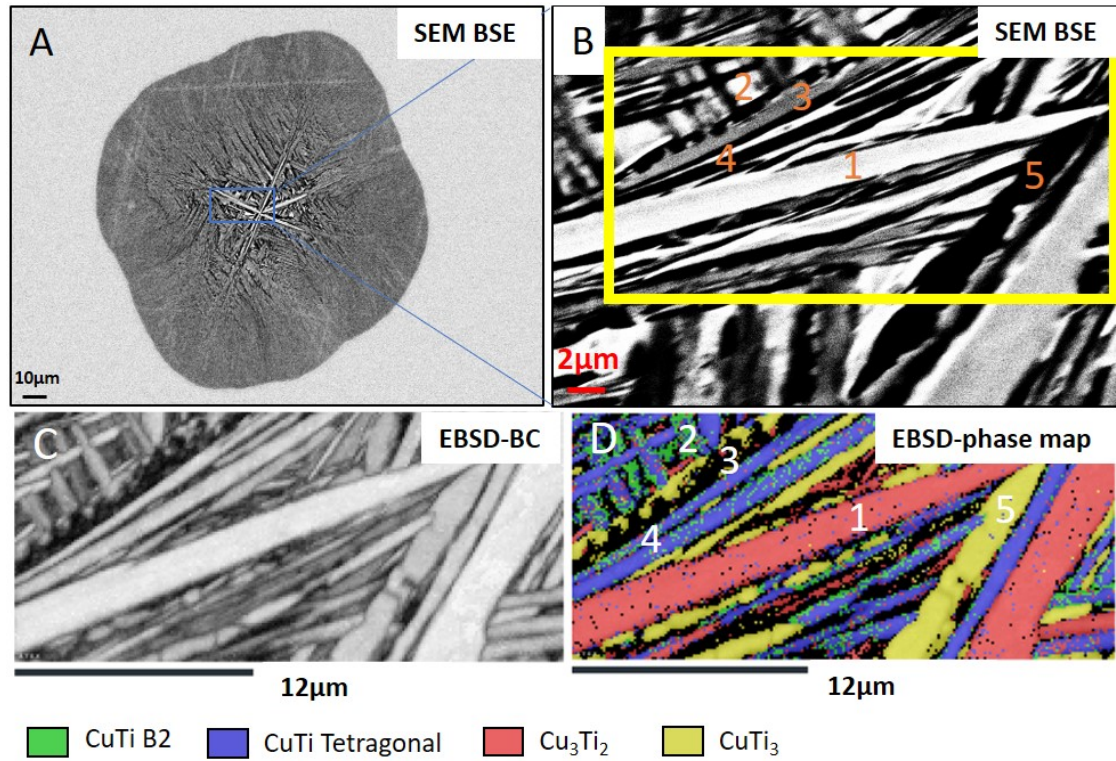 A
SEM BSE
10μm
B
SEM BSE
2
3
4
1
5
2μm
C
EBSD-BC
12μm
D
EBSD-phase map
2
3
1
4
5
12μm
CuTi B2
CuTi Tetragonal
Cu₃Ti₂
CuTi₃